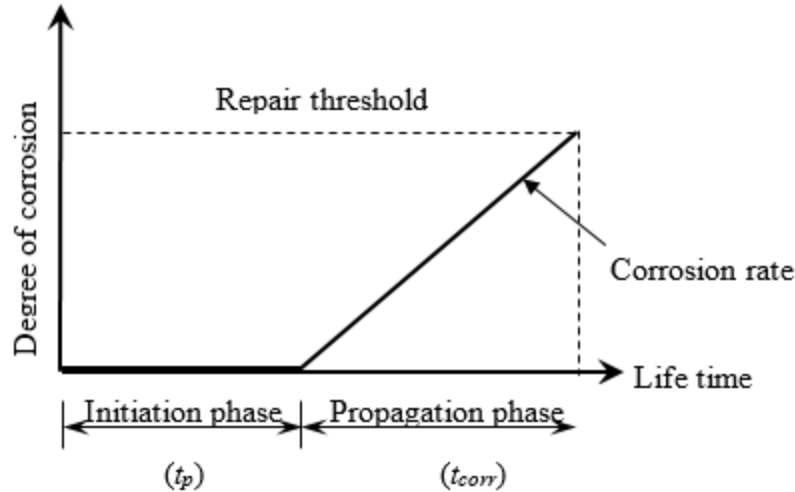 Repair threshold
Degree of corrosion
Corrosion rate
Life time
Initiation phase
Propagation phase
(tp)
(tcorr)